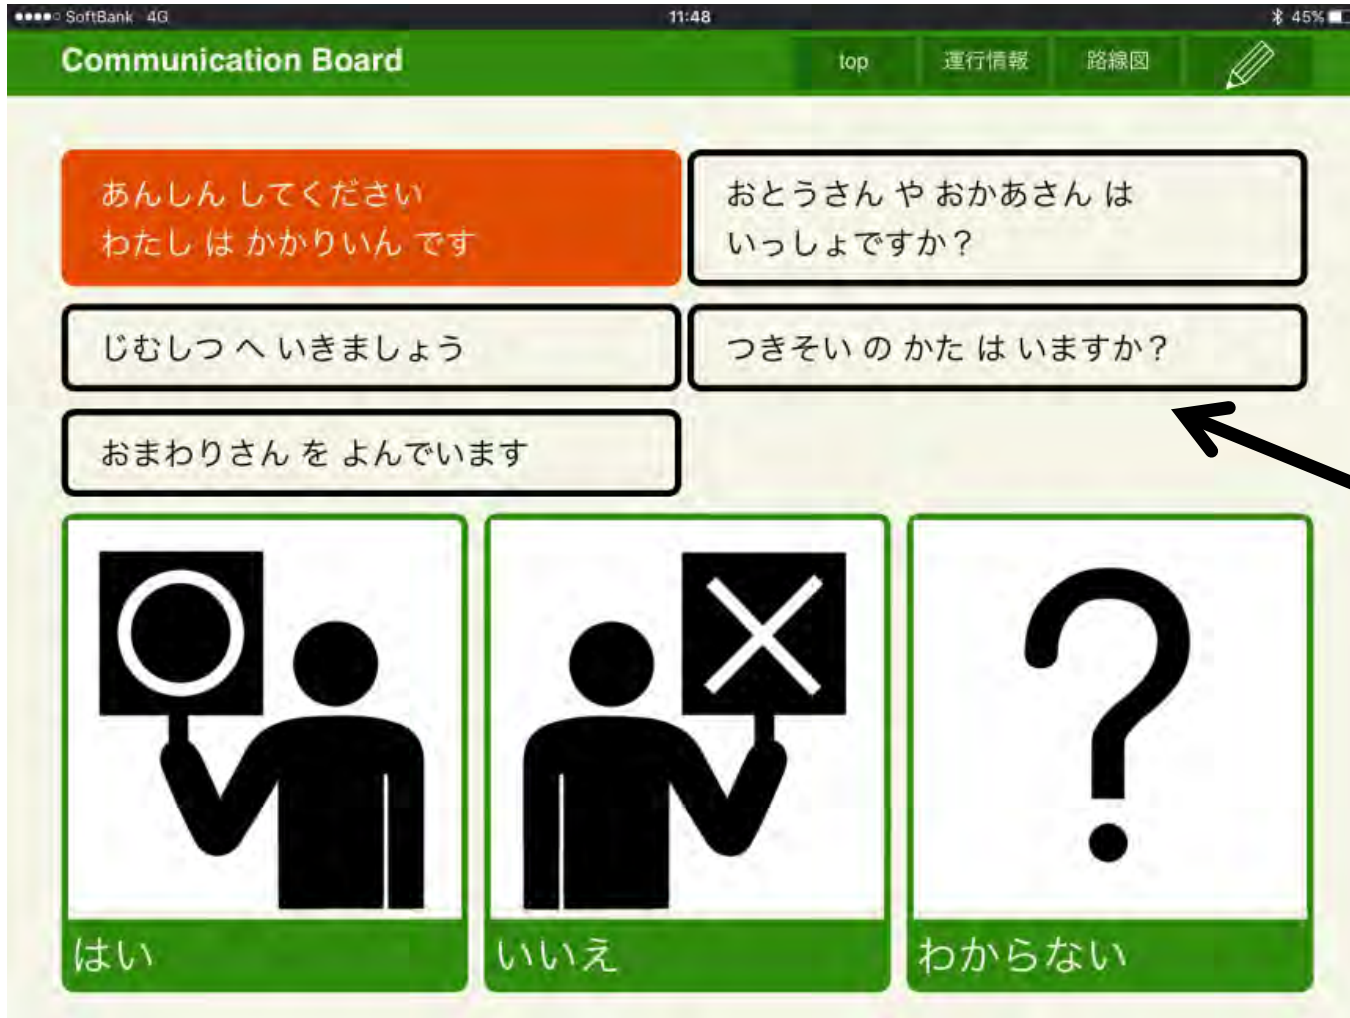 SoftBank 4G 11:48 45%
Communication Board top 運行情報 路線図
あんしん してください
わたし は かかりいん です
おとうさん や おかあさん は
いっしょですか？
じむしつ へ いきましょう
つきそい の かた は いますか？
おまわりさん を よんでいます
はい
いいえ
わからない